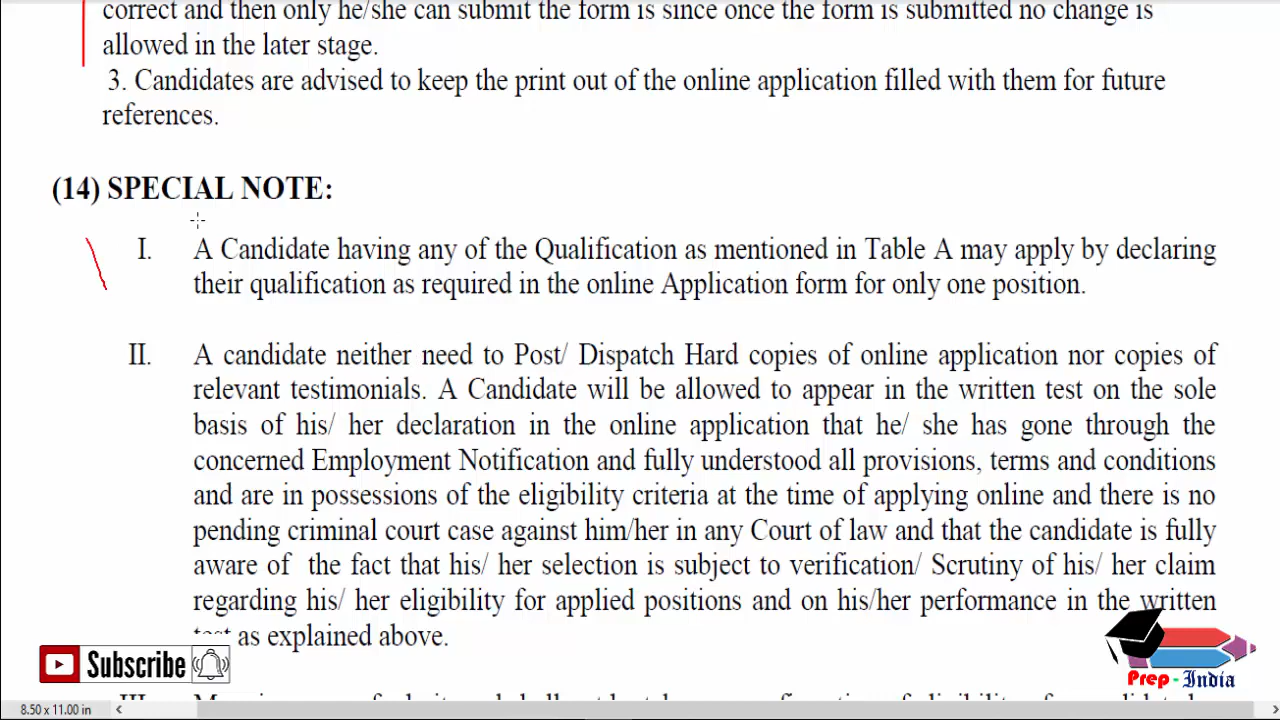 correct and then only he/she can submit the form is since once the form is submitted no change is
allowed in the later stage.
3. Candidates are advised to keep the print out of the online application filled with them for future
references.
(14) SPECIAL NOTE:
I. A Candidate having any of the Qualification as mentioned in Table A may apply by declaring
their qualification as required in the online Application form for only one position.
II. A candidate neither need to Post/ Dispatch Hard copies of online application nor copies of
relevant testimonials. A Candidate will be allowed to appear in the written test on the sole
basis of his/ her declaration in the online application that he/ she has gone through the
concerned Employment Notification and fully understood all provisions, terms and conditions
and are in possessions of the eligibility criteria at the time of applying online and there is no
pending criminal court case against him/her in any Court of law and that the candidate is fully
aware of the fact that his/ her selection is subject to verification/ Scrutiny of his/ her claim
regarding his/ her eligibility for applied positions and on his/her performance in the written
test as explained above.
Subscribe
Prep - India
8.50 x 11.00 in